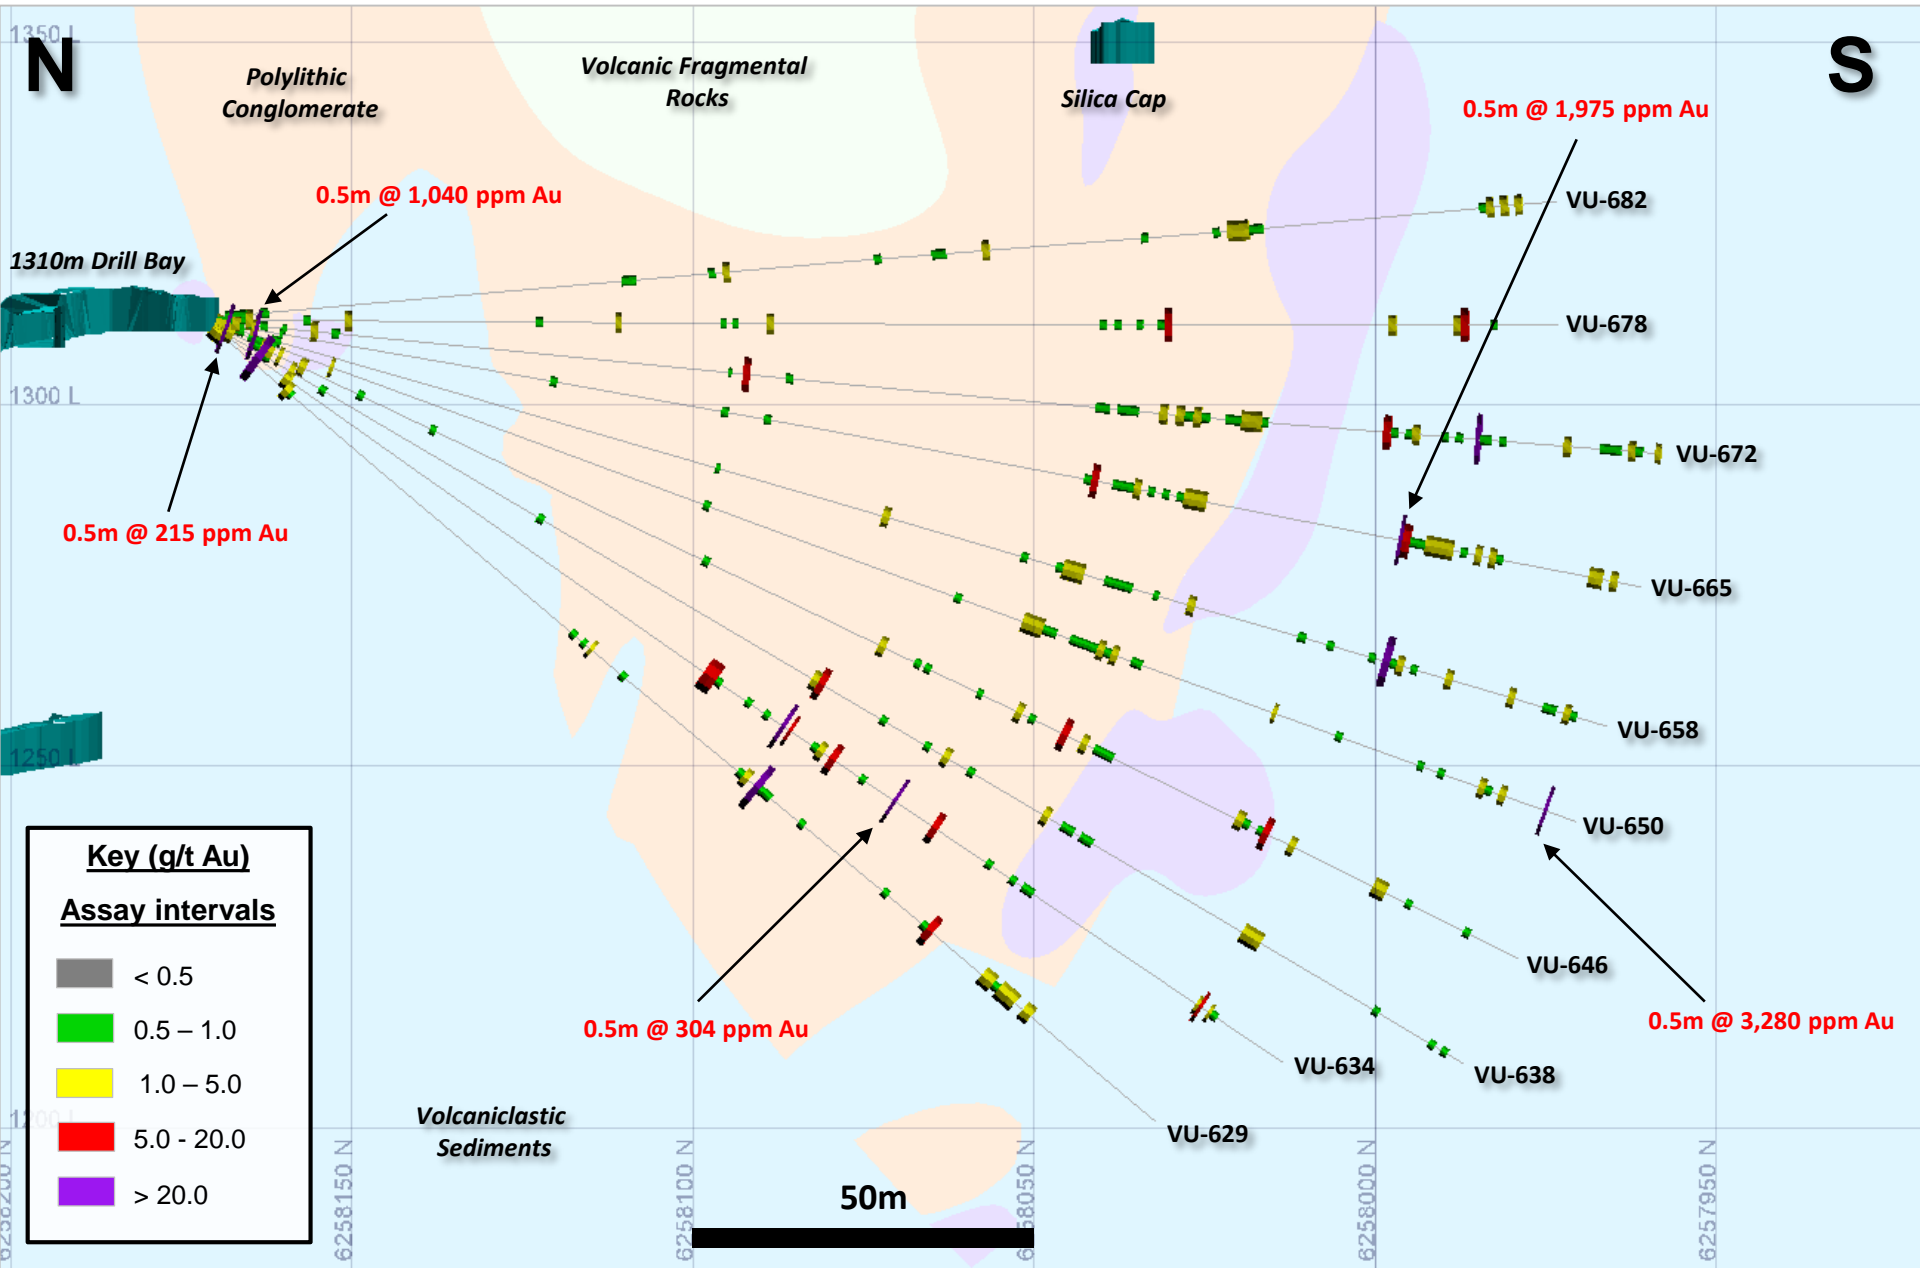 1350 L
N
S
Polylithic
Conglomerate
Volcanic Fragmental
Rocks
Silica Cap
0.5m @ 1,975 ppm Au
0.5m @ 1,040 ppm Au
VU-682
1310m Drill Bay
VU-678
1300 L
VU-672
0.5m @ 215 ppm Au
VU-665
VU-658
1250 L
VU-650
Key (g/t Au)
Assay intervals
< 0.5
0.5 – 1.0
1.0 – 5.0
5.0 - 20.0
> 20.0
VU-646
0.5m @ 304 ppm Au
0.5m @ 3,280 ppm Au
VU-634
VU-638
1200 L
Volcaniclastic
Sediments
VU-629
50m
6258200 N
6258150 N
6258100 N
6258050 N
6258000 N
6257950 N